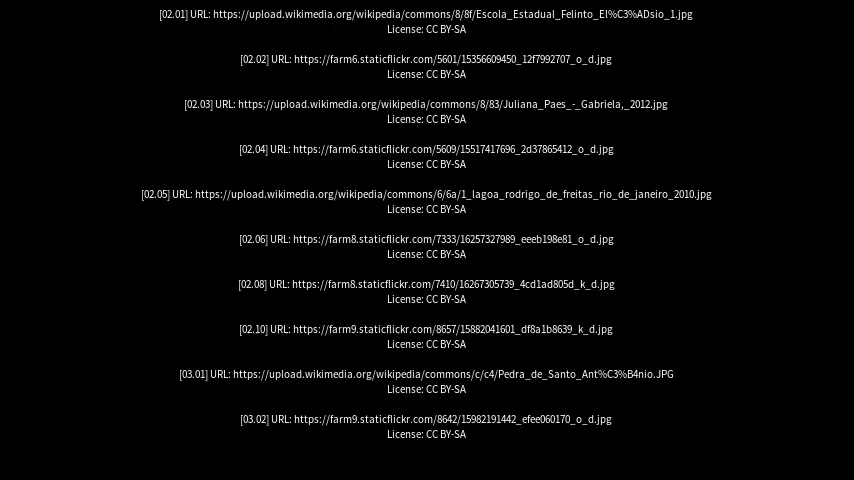 [02.01] URL: https://upload.wikimedia.org/wikipedia/commons/8/8f/Escola_Estadual_Felinto_El%C3%ADsio_1.jpg
License: CC BY-SA
[02.02] URL: https://farm6.staticflickr.com/5601/15356609450_12f7992707_o_d.jpg
License: CC BY-SA
[02.03] URL: https://upload.wikimedia.org/wikipedia/commons/8/83/Juliana_Paes_-_Gabriela,_2012.jpg
License: CC BY-SA
[02.04] URL: https://farm6.staticflickr.com/5609/15517417696_2d37865412_o_d.jpg
License: CC BY-SA
[02.05] URL: https://upload.wikimedia.org/wikipedia/commons/6/6a/1_lagoa_rodrigo_de_freitas_rio_de_janeiro_2010.jpg
License: CC BY-SA
[02.06] URL: https://farm8.staticflickr.com/7333/16257327989_eeeb198e81_o_d.jpg
License: CC BY-SA
[02.08] URL: https://farm8.staticflickr.com/7410/16267305739_4cd1ad805d_k_d.jpg
License: CC BY-SA
[02.10] URL: https://farm9.staticflickr.com/8657/15882041601_df8a1b8639_k_d.jpg
License: CC BY-SA
[03.01] URL: https://upload.wikimedia.org/wikipedia/commons/c/c4/Pedra_de_Santo_Ant%C3%B4nio.JPG
License: CC BY-SA
[03.02] URL: https://farm9.staticflickr.com/8642/15982191442_efee060170_o_d.jpg
License: CC BY-SA